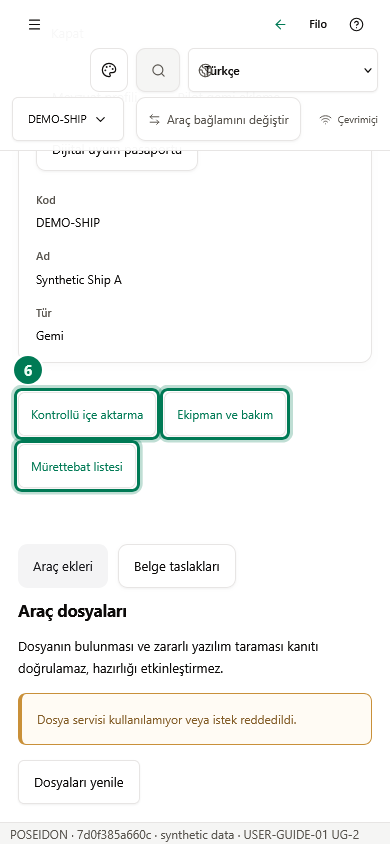 Filo
Türkçe
DEMO-SHIP
Araç bağlamını değiştir
Çevrimiçi
Dijital uyum pasaportu
Kod
DEMO-SHIP
Ad
Synthetic Ship A
Tür
Gemi
6
Kontrollü içe aktarma
Ekipman ve bakım
Mürettebat listesi
Araç ekleri
Belge taslakları
Araç dosyaları
Dosyanın bulunması ve zararlı yazılım taraması kanıtı
doğrulamaz, hazırlığı etkinleştirmez.
Dosya servisi kullanılamıyor veya istek reddedildi.
Dosyaları yenile
POSEIDON · 7d0f385a660c · synthetic data · USER-GUIDE-01 UG-2